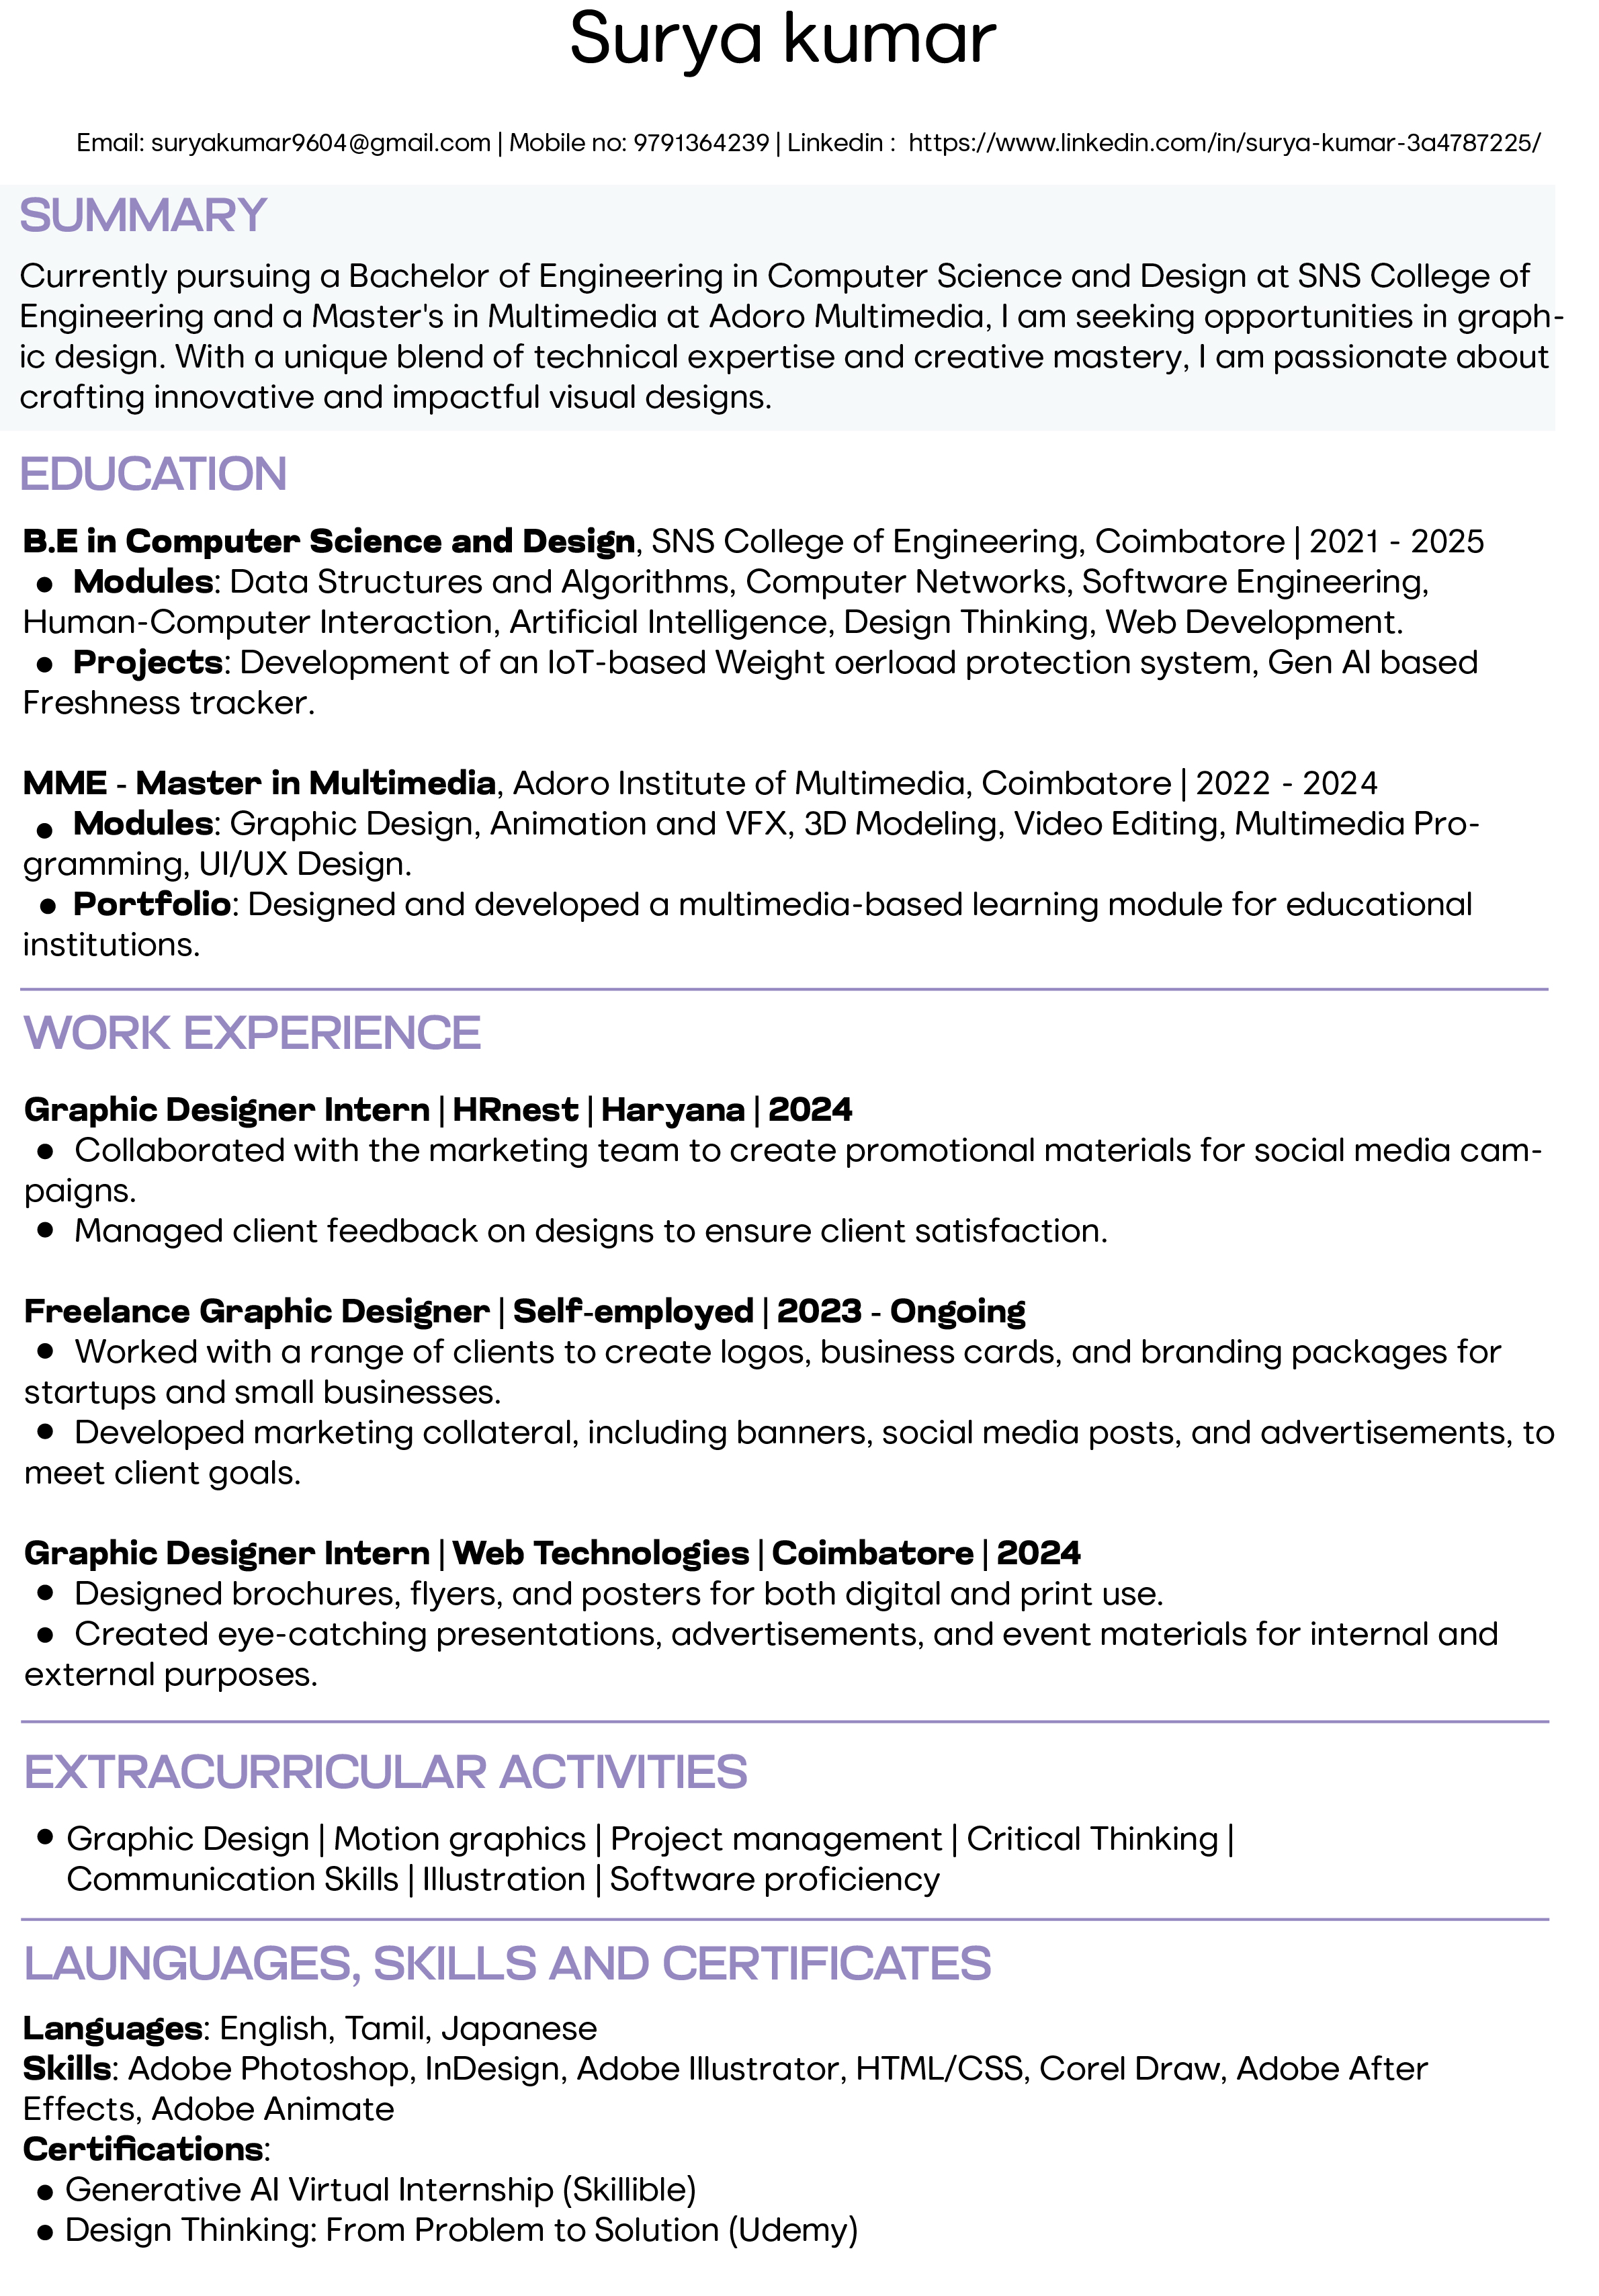 Surya kumar
Email: suryakumar9604@gmail.com | Mobile no: 9791364239 | Linkedin :  https://www.linkedin.com/in/surya-kumar-3a4787225/
SUMMARY
Currently pursuing a Bachelor of Engineering in Computer Science and Design at SNS College of
Engineering and a Master's in Multimedia at Adoro Multimedia, I am seeking opportunities in graph-
ic design. With a unique blend of technical expertise and creative mastery, I am passionate about
crafting innovative and impactful visual designs.
EDUCATION
B.E in Computer Science and Design, SNS College of Engineering, Coimbatore | 2021 - 2025
● Modules: Data Structures and Algorithms, Computer Networks, Software Engineering,
Human-Computer Interaction, Artificial Intelligence, Design Thinking, Web Development.
● Projects: Development of an IoT-based Weight oerload protection system, Gen AI based
Freshness tracker.
MME - Master in Multimedia, Adoro Institute of Multimedia, Coimbatore | 2022 - 2024
● Modules: Graphic Design, Animation and VFX, 3D Modeling, Video Editing, Multimedia Pro-
gramming, UI/UX Design.
● Portfolio: Designed and developed a multimedia-based learning module for educational
institutions.
WORK EXPERIENCE
Graphic Designer Intern | HRnest | Haryana | 2024
● Collaborated with the marketing team to create promotional materials for social media cam-
paigns.
● Managed client feedback on designs to ensure client satisfaction.
Freelance Graphic Designer | Self-employed | 2023 - Ongoing
● Worked with a range of clients to create logos, business cards, and branding packages for
startups and small businesses.
● Developed marketing collateral, including banners, social media posts, and advertisements, to
meet client goals.
Graphic Designer Intern | Web Technologies | Coimbatore | 2024
● Designed brochures, flyers, and posters for both digital and print use.
● Created eye-catching presentations, advertisements, and event materials for internal and
external purposes.
EXTRACURRICULAR ACTIVITIES
● Graphic Design | Motion graphics | Project management | Critical Thinking |
Communication Skills | Illustration | Software proficiency
LAUNGUAGES, SKILLS AND CERTIFICATES
Languages: English, Tamil, Japanese
Skills: Adobe Photoshop, InDesign, Adobe Illustrator, HTML/CSS, Corel Draw, Adobe After
Effects, Adobe Animate
Certifications:
● Generative AI Virtual Internship (Skillible)
● Design Thinking: From Problem to Solution (Udemy)